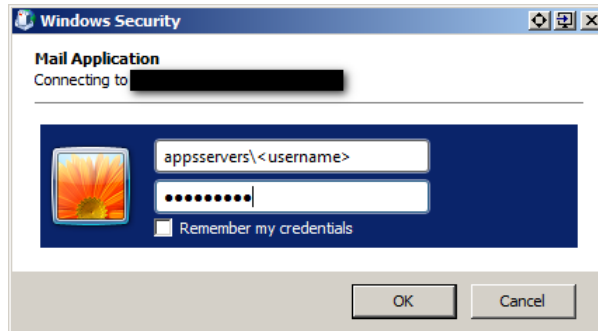 Windows Security
Mail Application
Connecting to
appsservers\<username>
●●●●●●●●●
Remember my credentials
OK
Cancel